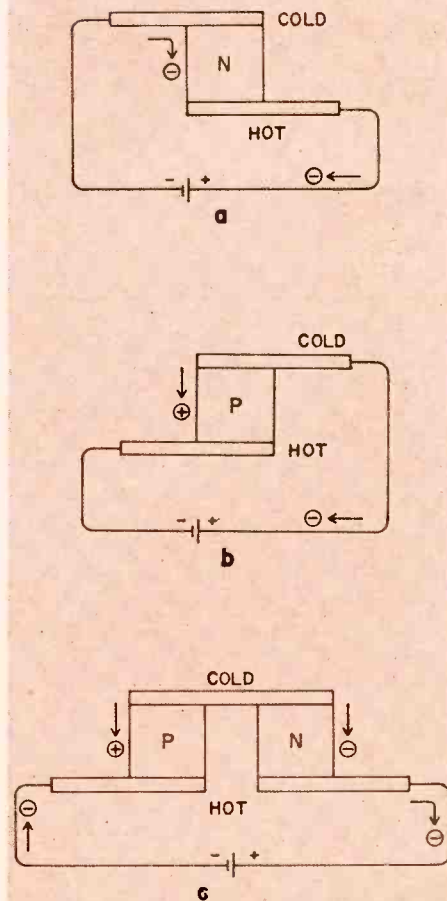 COLD
⊖ N
HOT
- + ⊖
a
COLD
⊕ P
HOT
- + ⊖
b
COLD
⊕ P N ⊖
⊖ HOT ⊖
- +
c